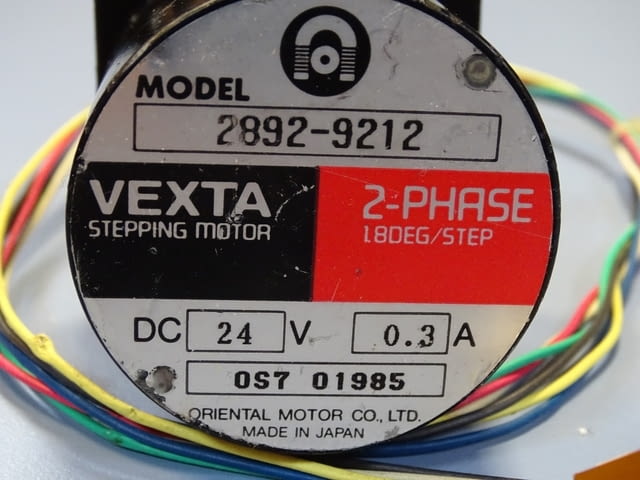 MODEL
2892-9212
VEXTA
STEPPING MOTOR
2-PHASE
1.8DEG/STEP
DC 24 V 0.3 A
0S7 01985
ORIENTAL MOTOR CO., LTD.
MADE IN JAPAN